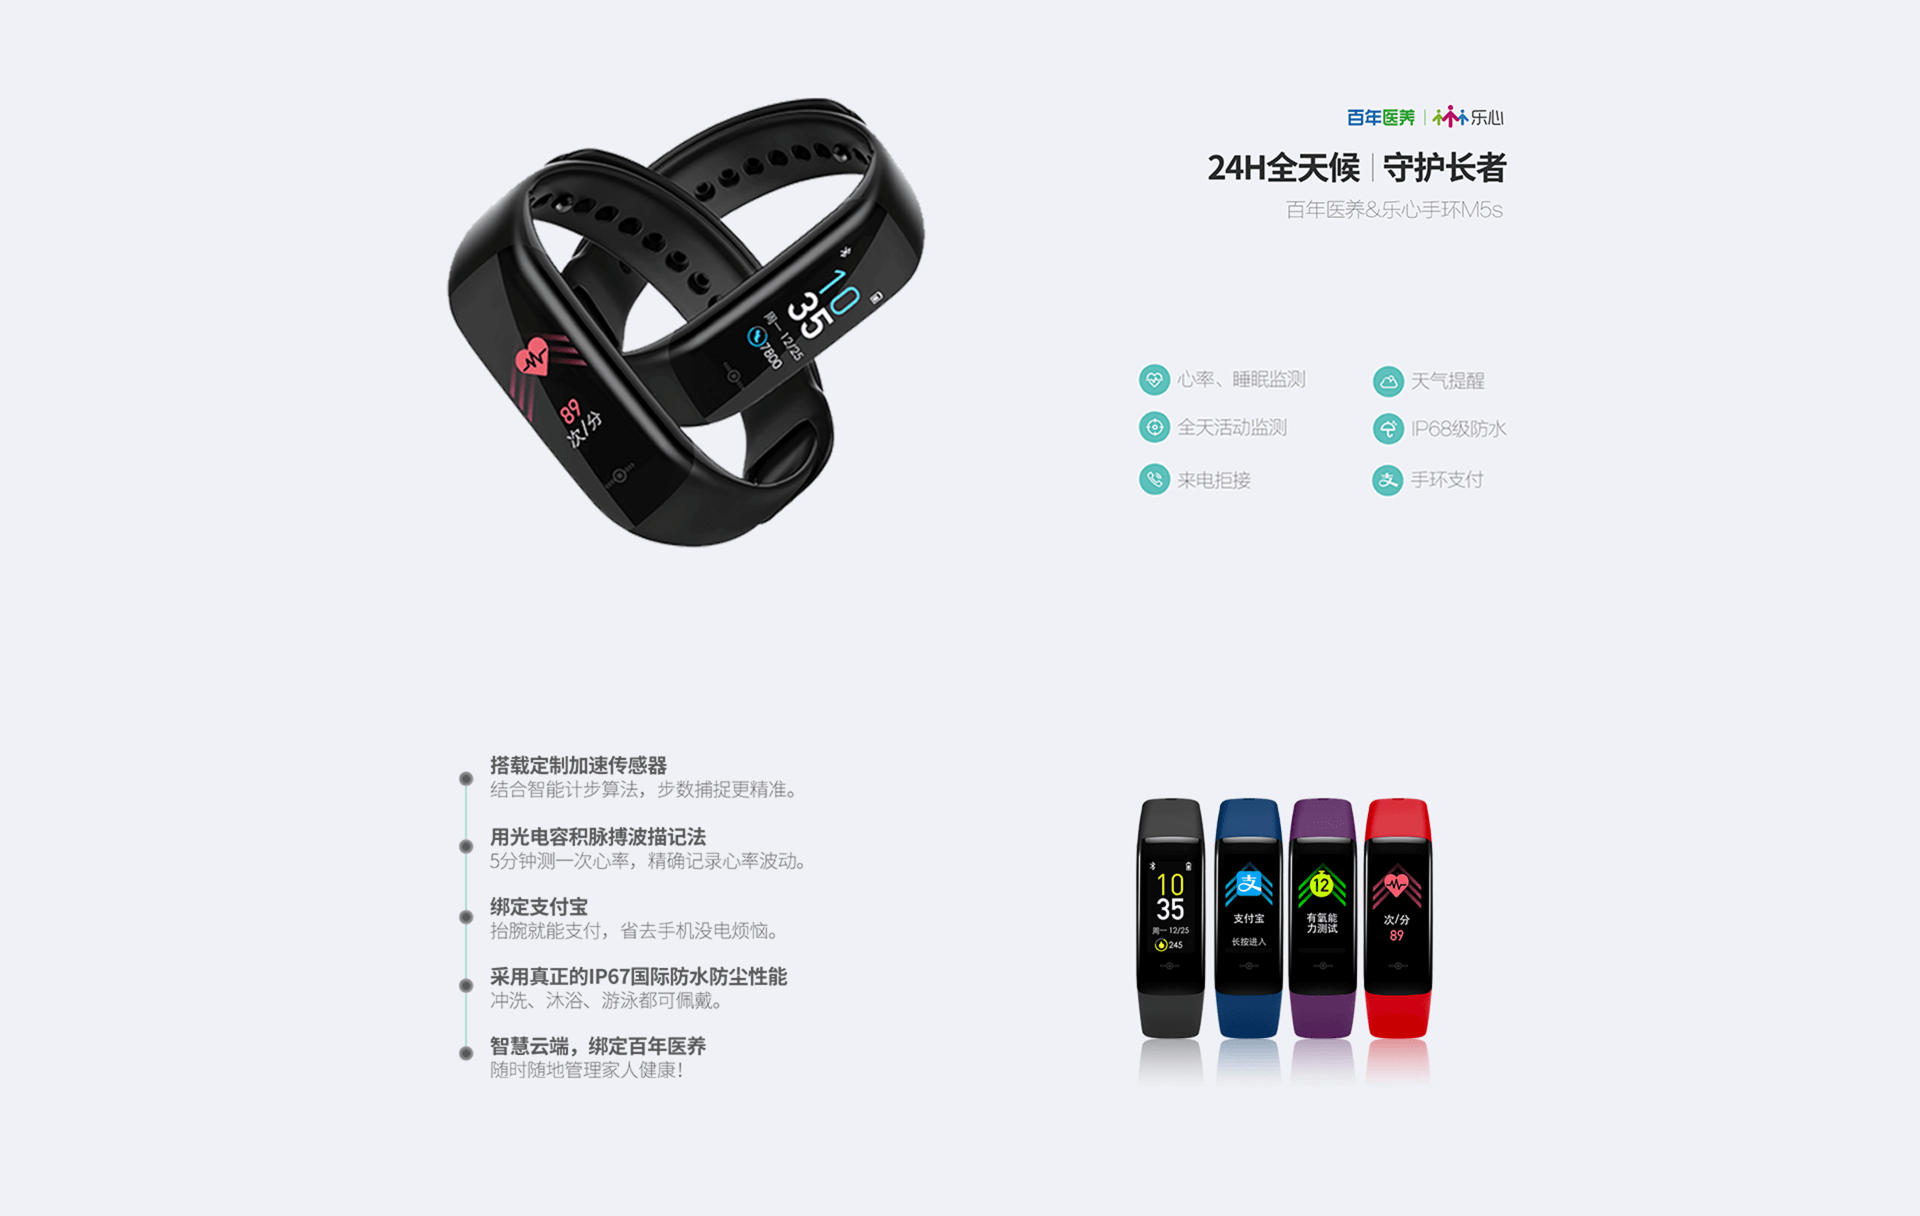 百年医养 | 乐心
24H全天候 | 守护长者
百年医养&乐心手环M5s
10
35
周一 12/25
7800
89
次/分
心率、睡眠监测
天气提醒
全天活动监测
IP68级防水
来电拒接
手环支付
搭载定制加速传感器
结合智能计步算法，步数捕捉更精准。
用光电容积脉搏波描记法
5分钟测一次心率，精确记录心率波动。
绑定支付宝
抬腕就能支付，省去手机没电烦恼。
采用真正的IP67国际防水防尘性能
冲洗、沐浴、游泳都可佩戴。
智慧云端，绑定百年医养
随时随地管理家人健康！
10
35
周一 12/25
245
支
支付宝
长按进入
12
有氧能
力测试
次/分
89